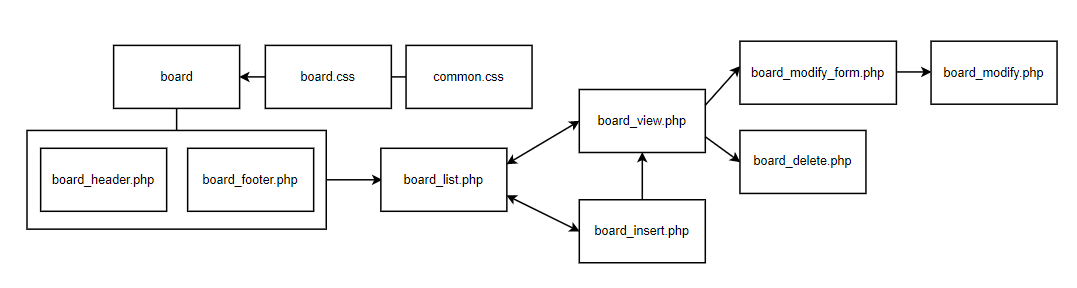 board
board.css
common.css
board_header.php
board_footer.php
board_list.php
board_view.php
board_insert.php
board_modify_form.php
board_modify.php
board_delete.php